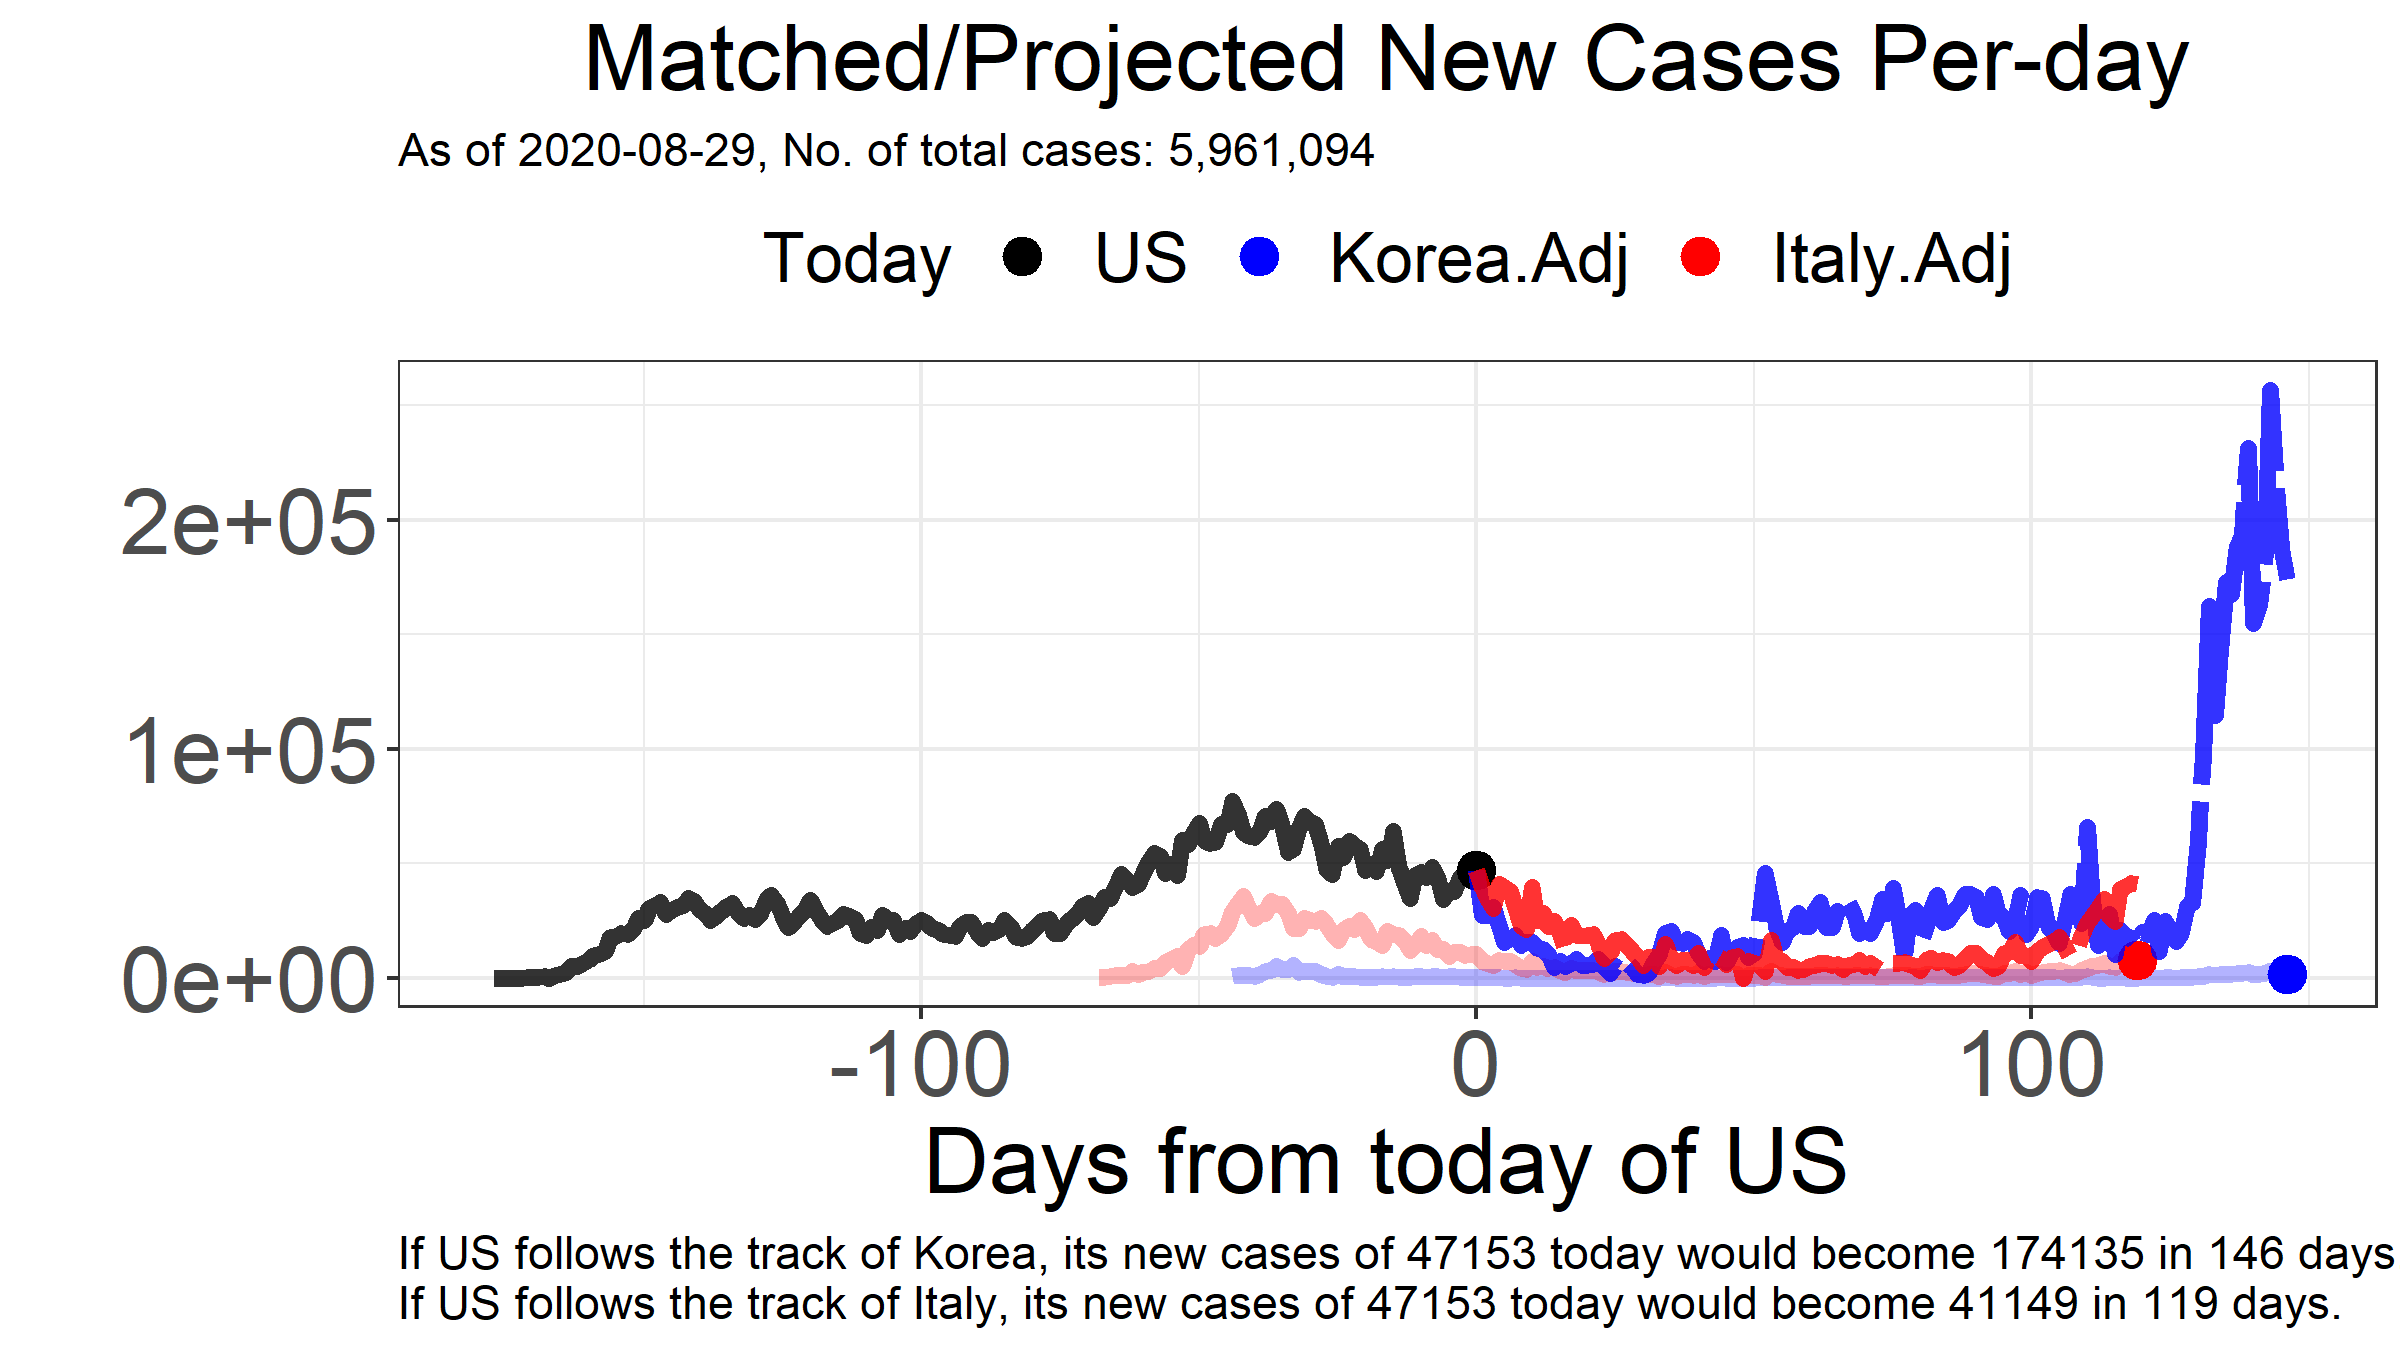 Matched/Projected New Cases Per-day
As of 2020-08-29, No. of total cases: 5,961,094
Today US Korea.Adj Italy.Adj
2e+05
1e+05
0e+00
-100 0 100
Days from today of US
If US follows the track of Korea, its new cases of 47153 today would become 174135 in 146 days
If US follows the track of Italy, its new cases of 47153 today would become 41149 in 119 days.